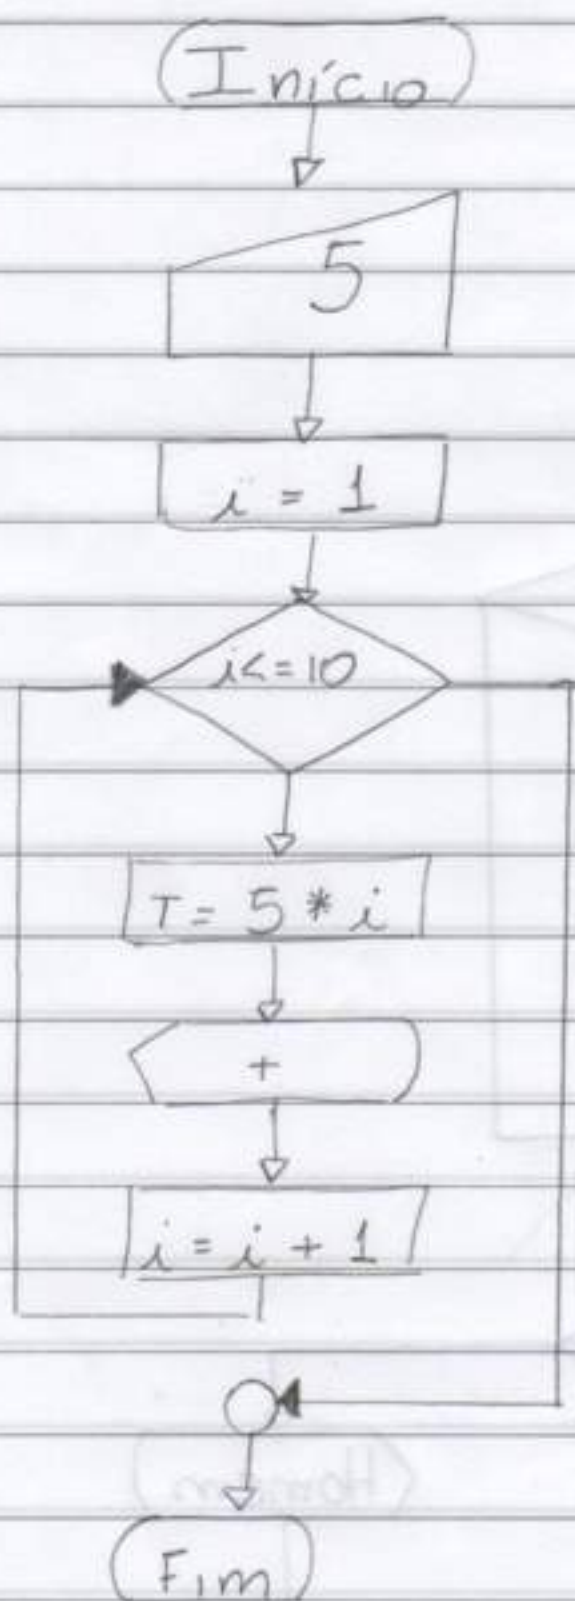 Início
5
i = 1
i<=10
T= 5 * i
+
i = i + 1
Fim